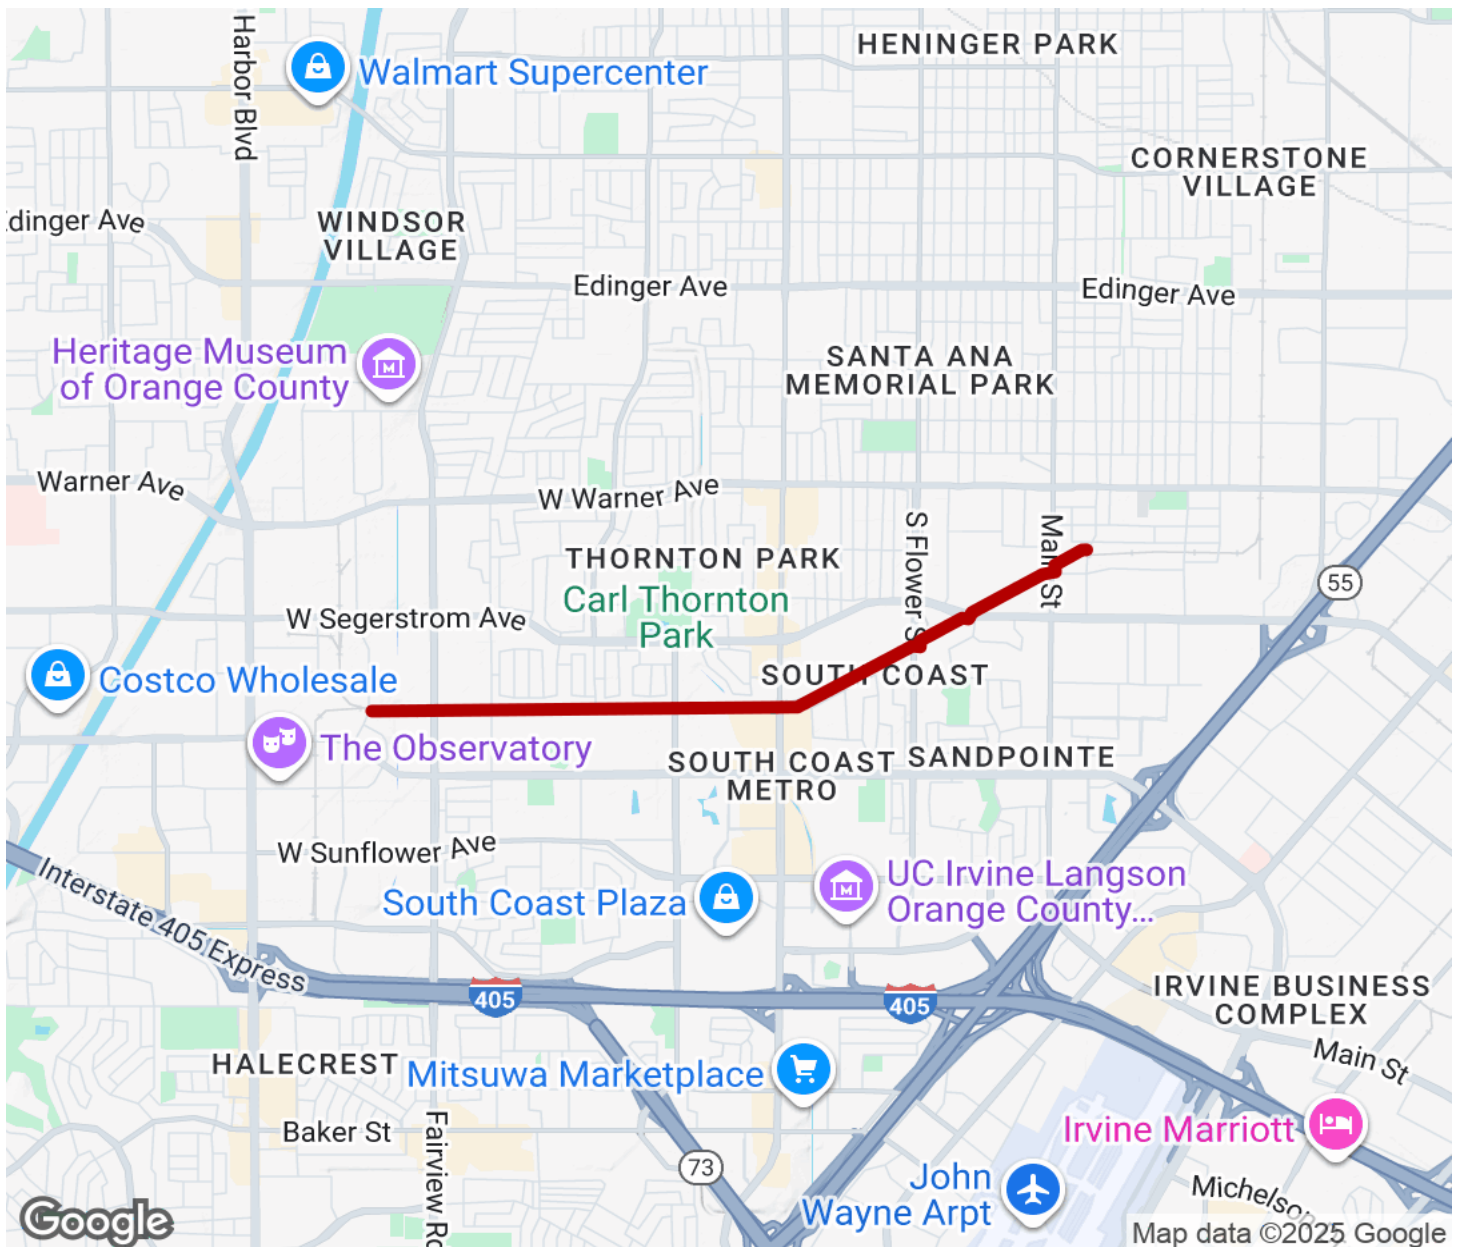 HENINGER PARK
Harbor Blvd
Walmart Supercenter
CORNERSTONE
VILLAGE
dinger Ave
WINDSOR
VILLAGE
Edinger Ave
Edinger Ave
Heritage Museum
of Orange County
SANTA ANA
MEMORIAL PARK
Warner Ave
W Warner Ave
S Flower S
Main St
THORNTON PARK
55
Carl Thornton
Park
W Segerstrom Ave
SOUTH COAST
Costco Wholesale
The Observatory
SOUTH COAST
METRO
SANDPOINTE
W Sunflower Ave
Interstate 405 Express
South Coast Plaza
UC Irvine Langson
Orange County...
405
405
IRVINE BUSINESS
COMPLEX
Main St
HALECREST
Mitsuwa Marketplace
Baker St
Fairview Rd
Irvine Marriott
73
John
Wayne Arpt
Michelson
Google
Map data ©2025 Google